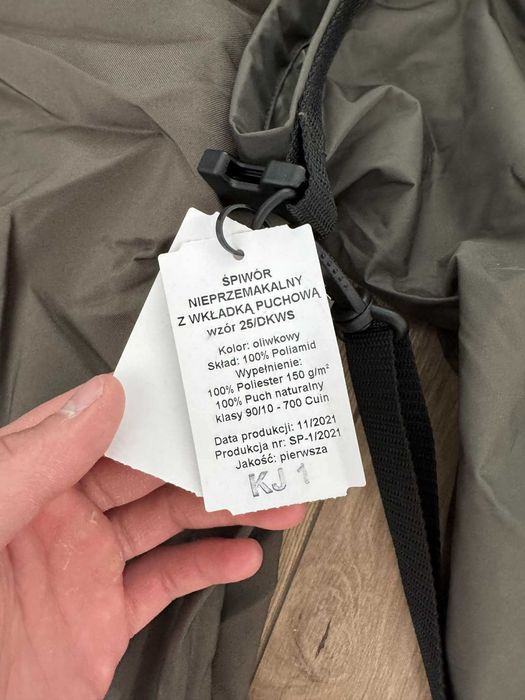 ŚPIWÓR
NIEPRZEMAKALNY
Z WKŁADKĄ PUCHOWĄ
wzór 25/DKWS
Kolor: oliwkowy
Skład: 100% Poliamid
Wypełnienie:
100% Poliester 150 g/m²
100% Puch naturalny
klasy 90/10 - 700 Cuin
Data produkcji: 11/2021
Produkcja nr: SP-1/2021
Jakość: pierwsza
KJ 1